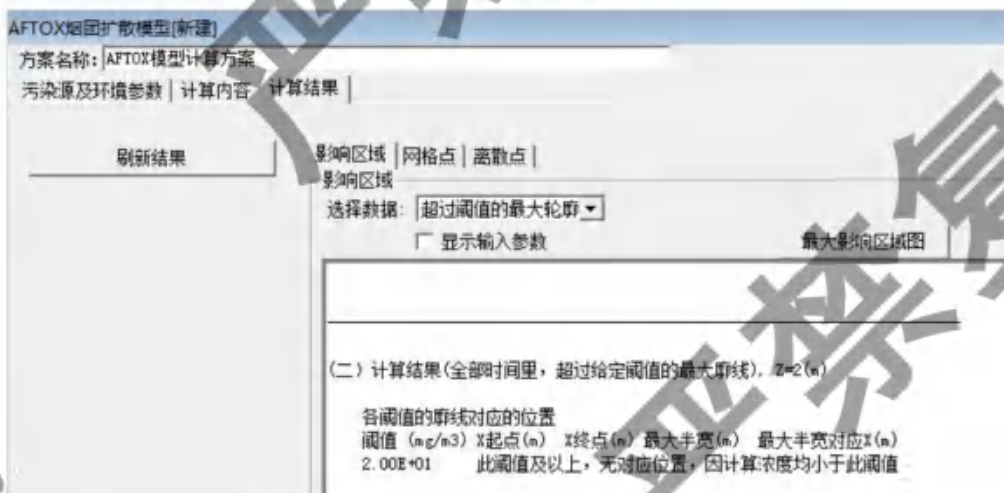 AFTOX烟团扩散模型[新建]
方案名称: AFTOX模型计算方案
污染源及环境参数 计算内容 计算结果
刷新结果
影响区域 网格点 离散点
影响区域
选择数据: 超过阈值的最大轮廓
显示输入参数
最大影响区域图
(二) 计算结果(全部时间里，超过给定阈值的最大廓线), Z=2(m)
各阈值的廓线对应的位置
阈值 (mg/m3) X起点(m) X终点(m) 最大半宽(m) 最大半宽对应X(m)
2.00E+01 此阈值及以上，无对应位置，因计算浓度均小于此阈值
严禁复